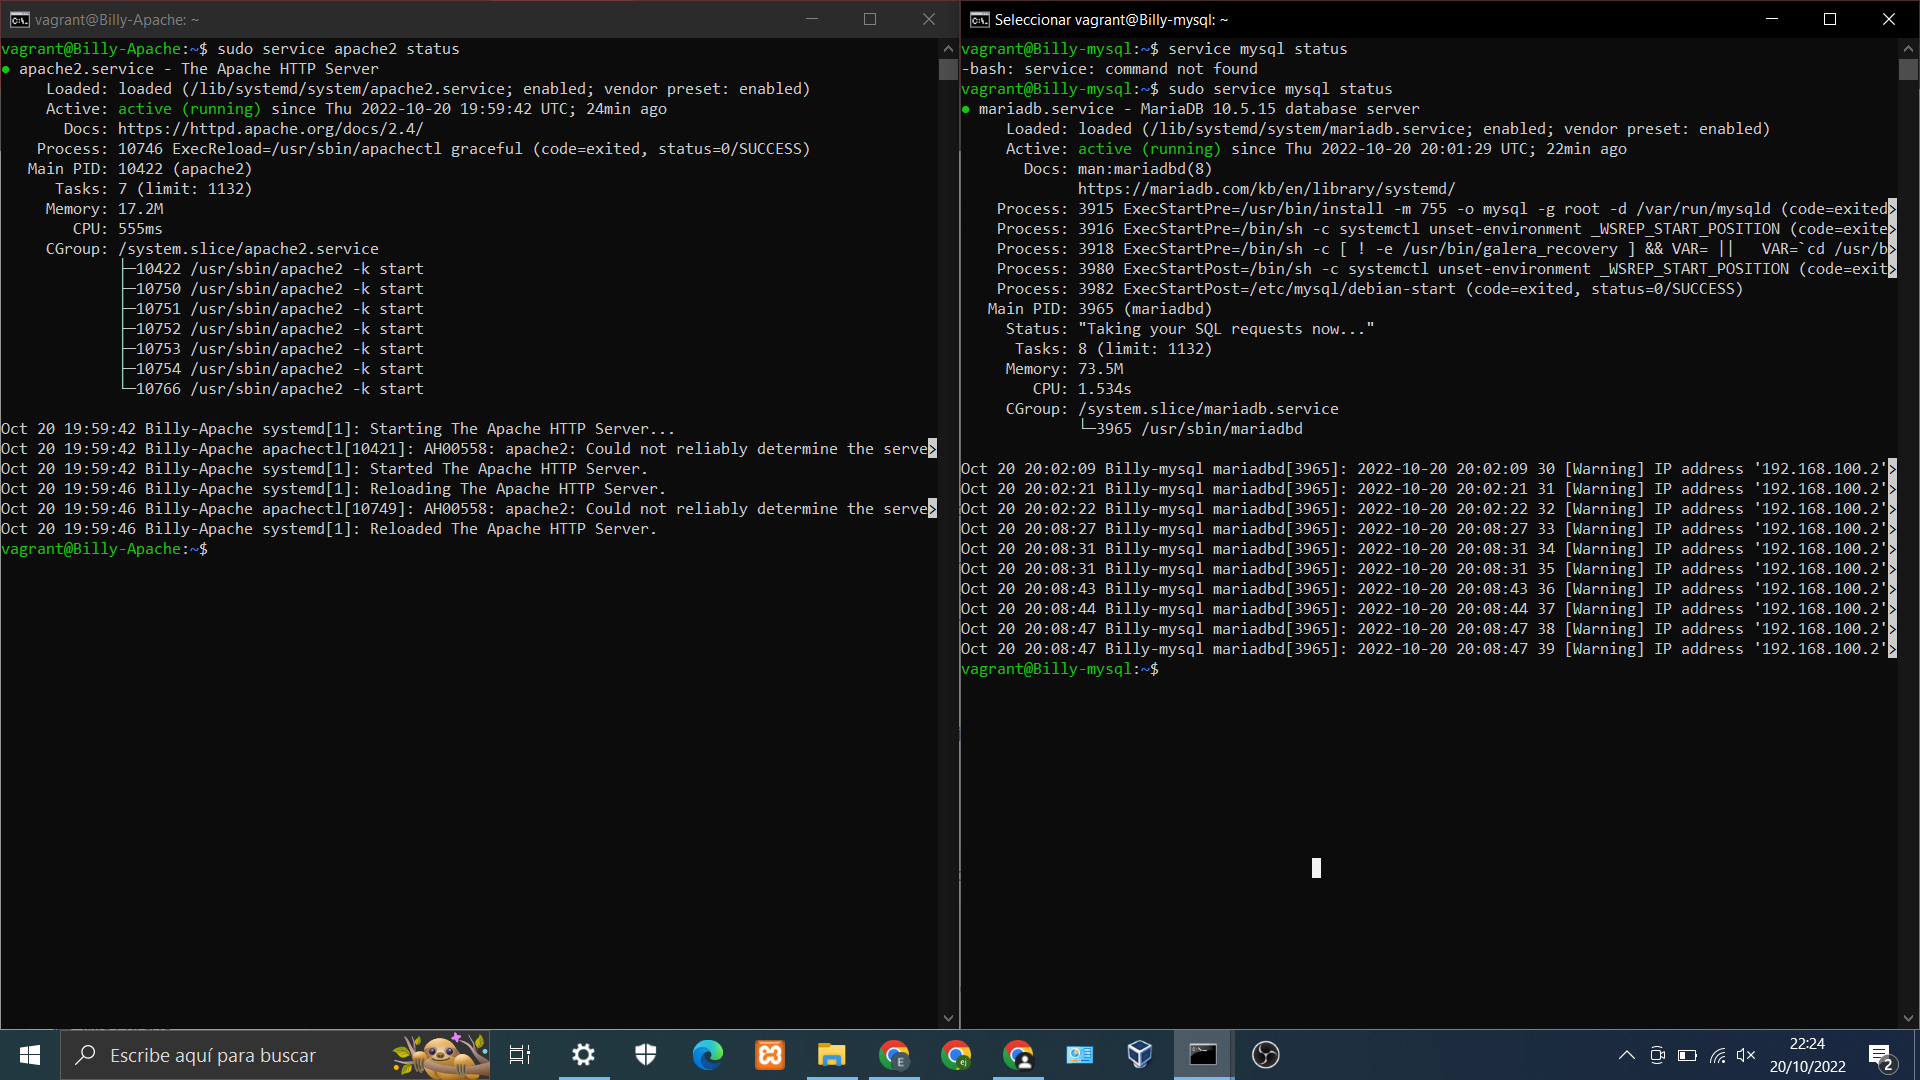 vagrant@Billy-Apache: ~
vagrant@Billy-Apache:~$ sudo service apache2 status
● apache2.service - The Apache HTTP Server
     Loaded: loaded (/lib/systemd/system/apache2.service; enabled; vendor preset: enabled)
     Active: active (running) since Thu 2022-10-20 19:59:42 UTC; 24min ago
       Docs: https://httpd.apache.org/docs/2.4/
    Process: 10746 ExecReload=/usr/sbin/apachectl graceful (code=exited, status=0/SUCCESS)
   Main PID: 10422 (apache2)
      Tasks: 7 (limit: 1132)
     Memory: 17.2M
        CPU: 555ms
     CGroup: /system.slice/apache2.service
             ├─10422 /usr/sbin/apache2 -k start
             ├─10750 /usr/sbin/apache2 -k start
             ├─10751 /usr/sbin/apache2 -k start
             ├─10752 /usr/sbin/apache2 -k start
             ├─10753 /usr/sbin/apache2 -k start
             ├─10754 /usr/sbin/apache2 -k start
             └─10766 /usr/sbin/apache2 -k start
Oct 20 19:59:42 Billy-Apache systemd[1]: Starting The Apache HTTP Server...
Oct 20 19:59:42 Billy-Apache apachectl[10421]: AH00558: apache2: Could not reliably determine the serve>
Oct 20 19:59:42 Billy-Apache systemd[1]: Started The Apache HTTP Server.
Oct 20 19:59:46 Billy-Apache systemd[1]: Reloading The Apache HTTP Server.
Oct 20 19:59:46 Billy-Apache apachectl[10749]: AH00558: apache2: Could not reliably determine the serve>
Oct 20 19:59:46 Billy-Apache systemd[1]: Reloaded The Apache HTTP Server.
vagrant@Billy-Apache:~$
Seleccionar vagrant@Billy-mysql: ~
vagrant@Billy-mysql:~$ service mysql status
-bash: service: command not found
vagrant@Billy-mysql:~$ sudo service mysql status
● mariadb.service - MariaDB 10.5.15 database server
     Loaded: loaded (/lib/systemd/system/mariadb.service; enabled; vendor preset: enabled)
     Active: active (running) since Thu 2022-10-20 20:01:29 UTC; 22min ago
       Docs: man:mariadbd(8)
             https://mariadb.com/kb/en/library/systemd/
    Process: 3915 ExecStartPre=/usr/bin/install -m 755 -o mysql -g root -d /var/run/mysqld (code=exited>
    Process: 3916 ExecStartPre=/bin/sh -c systemctl unset-environment _WSREP_START_POSITION (code=exite>
    Process: 3918 ExecStartPre=/bin/sh -c [ ! -e /usr/bin/galera_recovery ] && VAR= ||   VAR=`cd /usr/b>
    Process: 3980 ExecStartPost=/bin/sh -c systemctl unset-environment _WSREP_START_POSITION (code=exit>
    Process: 3982 ExecStartPost=/etc/mysql/debian-start (code=exited, status=0/SUCCESS)
   Main PID: 3965 (mariadbd)
     Status: "Taking your SQL requests now..."
      Tasks: 8 (limit: 1132)
     Memory: 73.5M
        CPU: 1.534s
     CGroup: /system.slice/mariadb.service
             └─3965 /usr/sbin/mariadbd
Oct 20 20:02:09 Billy-mysql mariadbd[3965]: 2022-10-20 20:02:09 30 [Warning] IP address '192.168.100.2'>
Oct 20 20:02:21 Billy-mysql mariadbd[3965]: 2022-10-20 20:02:21 31 [Warning] IP address '192.168.100.2'>
Oct 20 20:02:22 Billy-mysql mariadbd[3965]: 2022-10-20 20:02:22 32 [Warning] IP address '192.168.100.2'>
Oct 20 20:08:27 Billy-mysql mariadbd[3965]: 2022-10-20 20:08:27 33 [Warning] IP address '192.168.100.2'>
Oct 20 20:08:31 Billy-mysql mariadbd[3965]: 2022-10-20 20:08:31 34 [Warning] IP address '192.168.100.2'>
Oct 20 20:08:31 Billy-mysql mariadbd[3965]: 2022-10-20 20:08:31 35 [Warning] IP address '192.168.100.2'>
Oct 20 20:08:43 Billy-mysql mariadbd[3965]: 2022-10-20 20:08:43 36 [Warning] IP address '192.168.100.2'>
Oct 20 20:08:44 Billy-mysql mariadbd[3965]: 2022-10-20 20:08:44 37 [Warning] IP address '192.168.100.2'>
Oct 20 20:08:47 Billy-mysql mariadbd[3965]: 2022-10-20 20:08:47 38 [Warning] IP address '192.168.100.2'>
Oct 20 20:08:47 Billy-mysql mariadbd[3965]: 2022-10-20 20:08:47 39 [Warning] IP address '192.168.100.2'>
vagrant@Billy-mysql:~$
Escribe aquí para buscar
22:24
20/10/2022
2